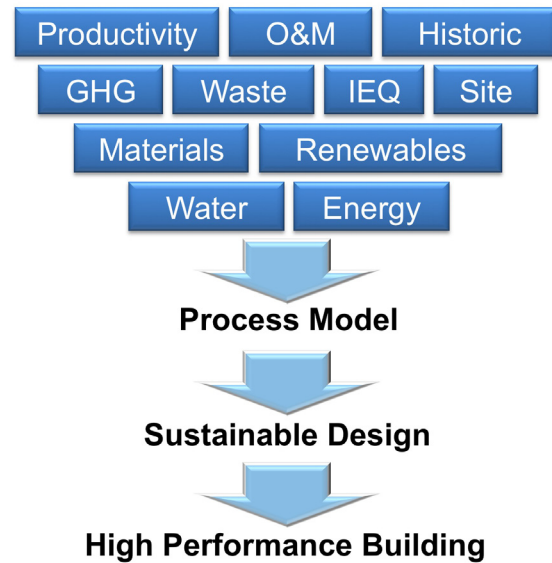 Productivity O&M Historic
GHG Waste IEQ Site
Materials Renewables
Water Energy
Process Model
Sustainable Design
High Performance Building